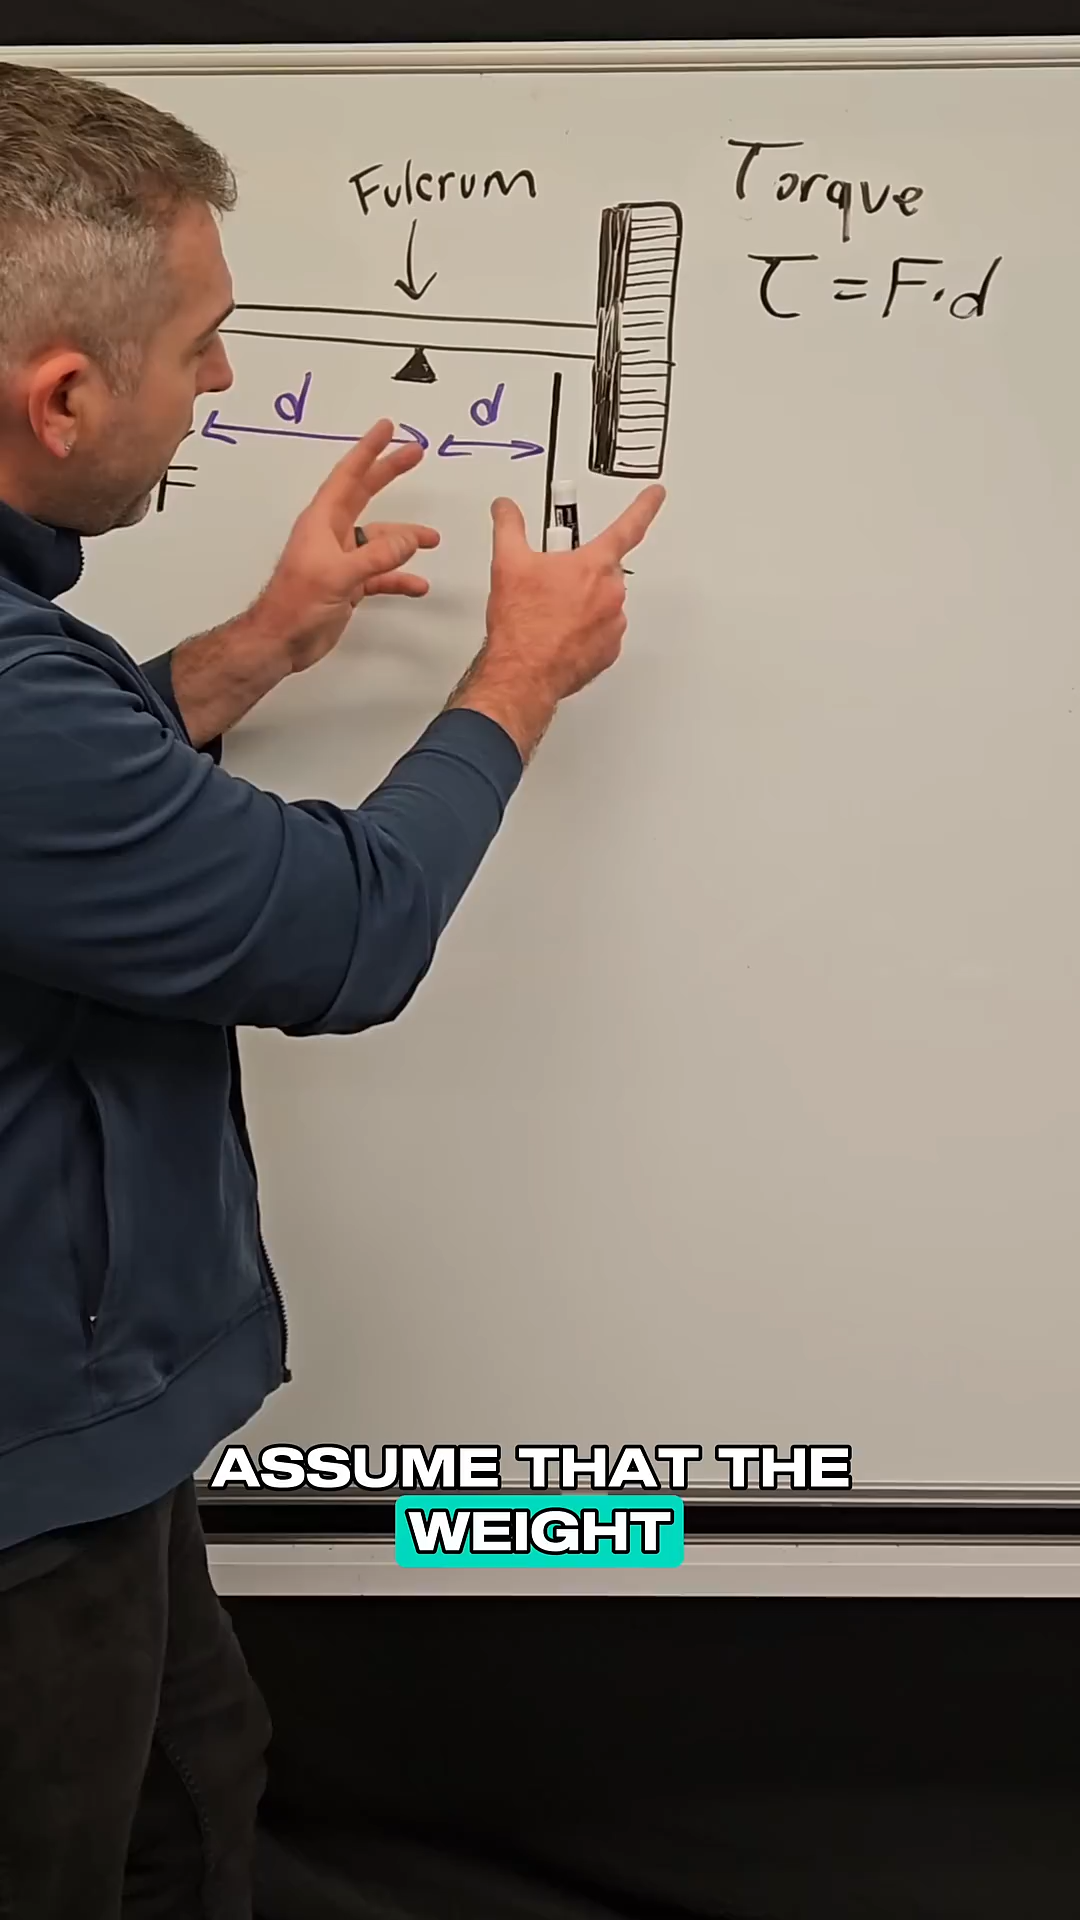 Fulcrum
Torque
τ = F·d
d
d
F
ASSUME THAT THE
WEIGHT